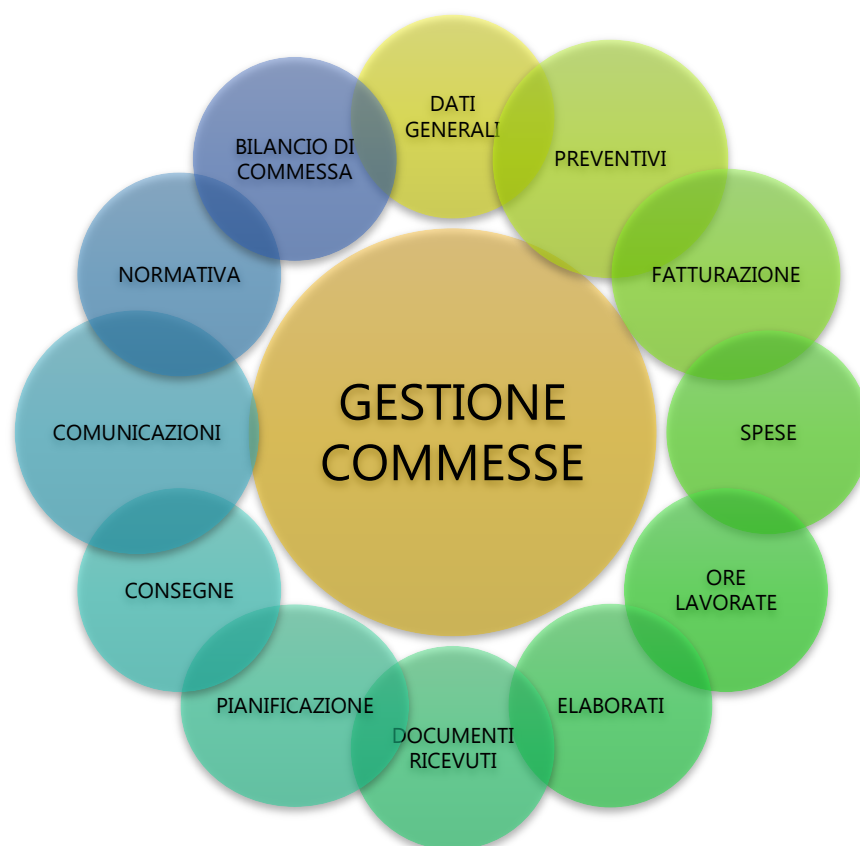 DATI
GENERALI
PREVENTIVI
FATTURAZIONE
SPESE
ORE
LAVORATE
ELABORATI
DOCUMENTI
RICEVUTI
PIANIFICAZIONE
CONSEGNE
COMUNICAZIONI
NORMATIVA
BILANCIO DI
COMMESSA
GESTIONE
COMMESSE